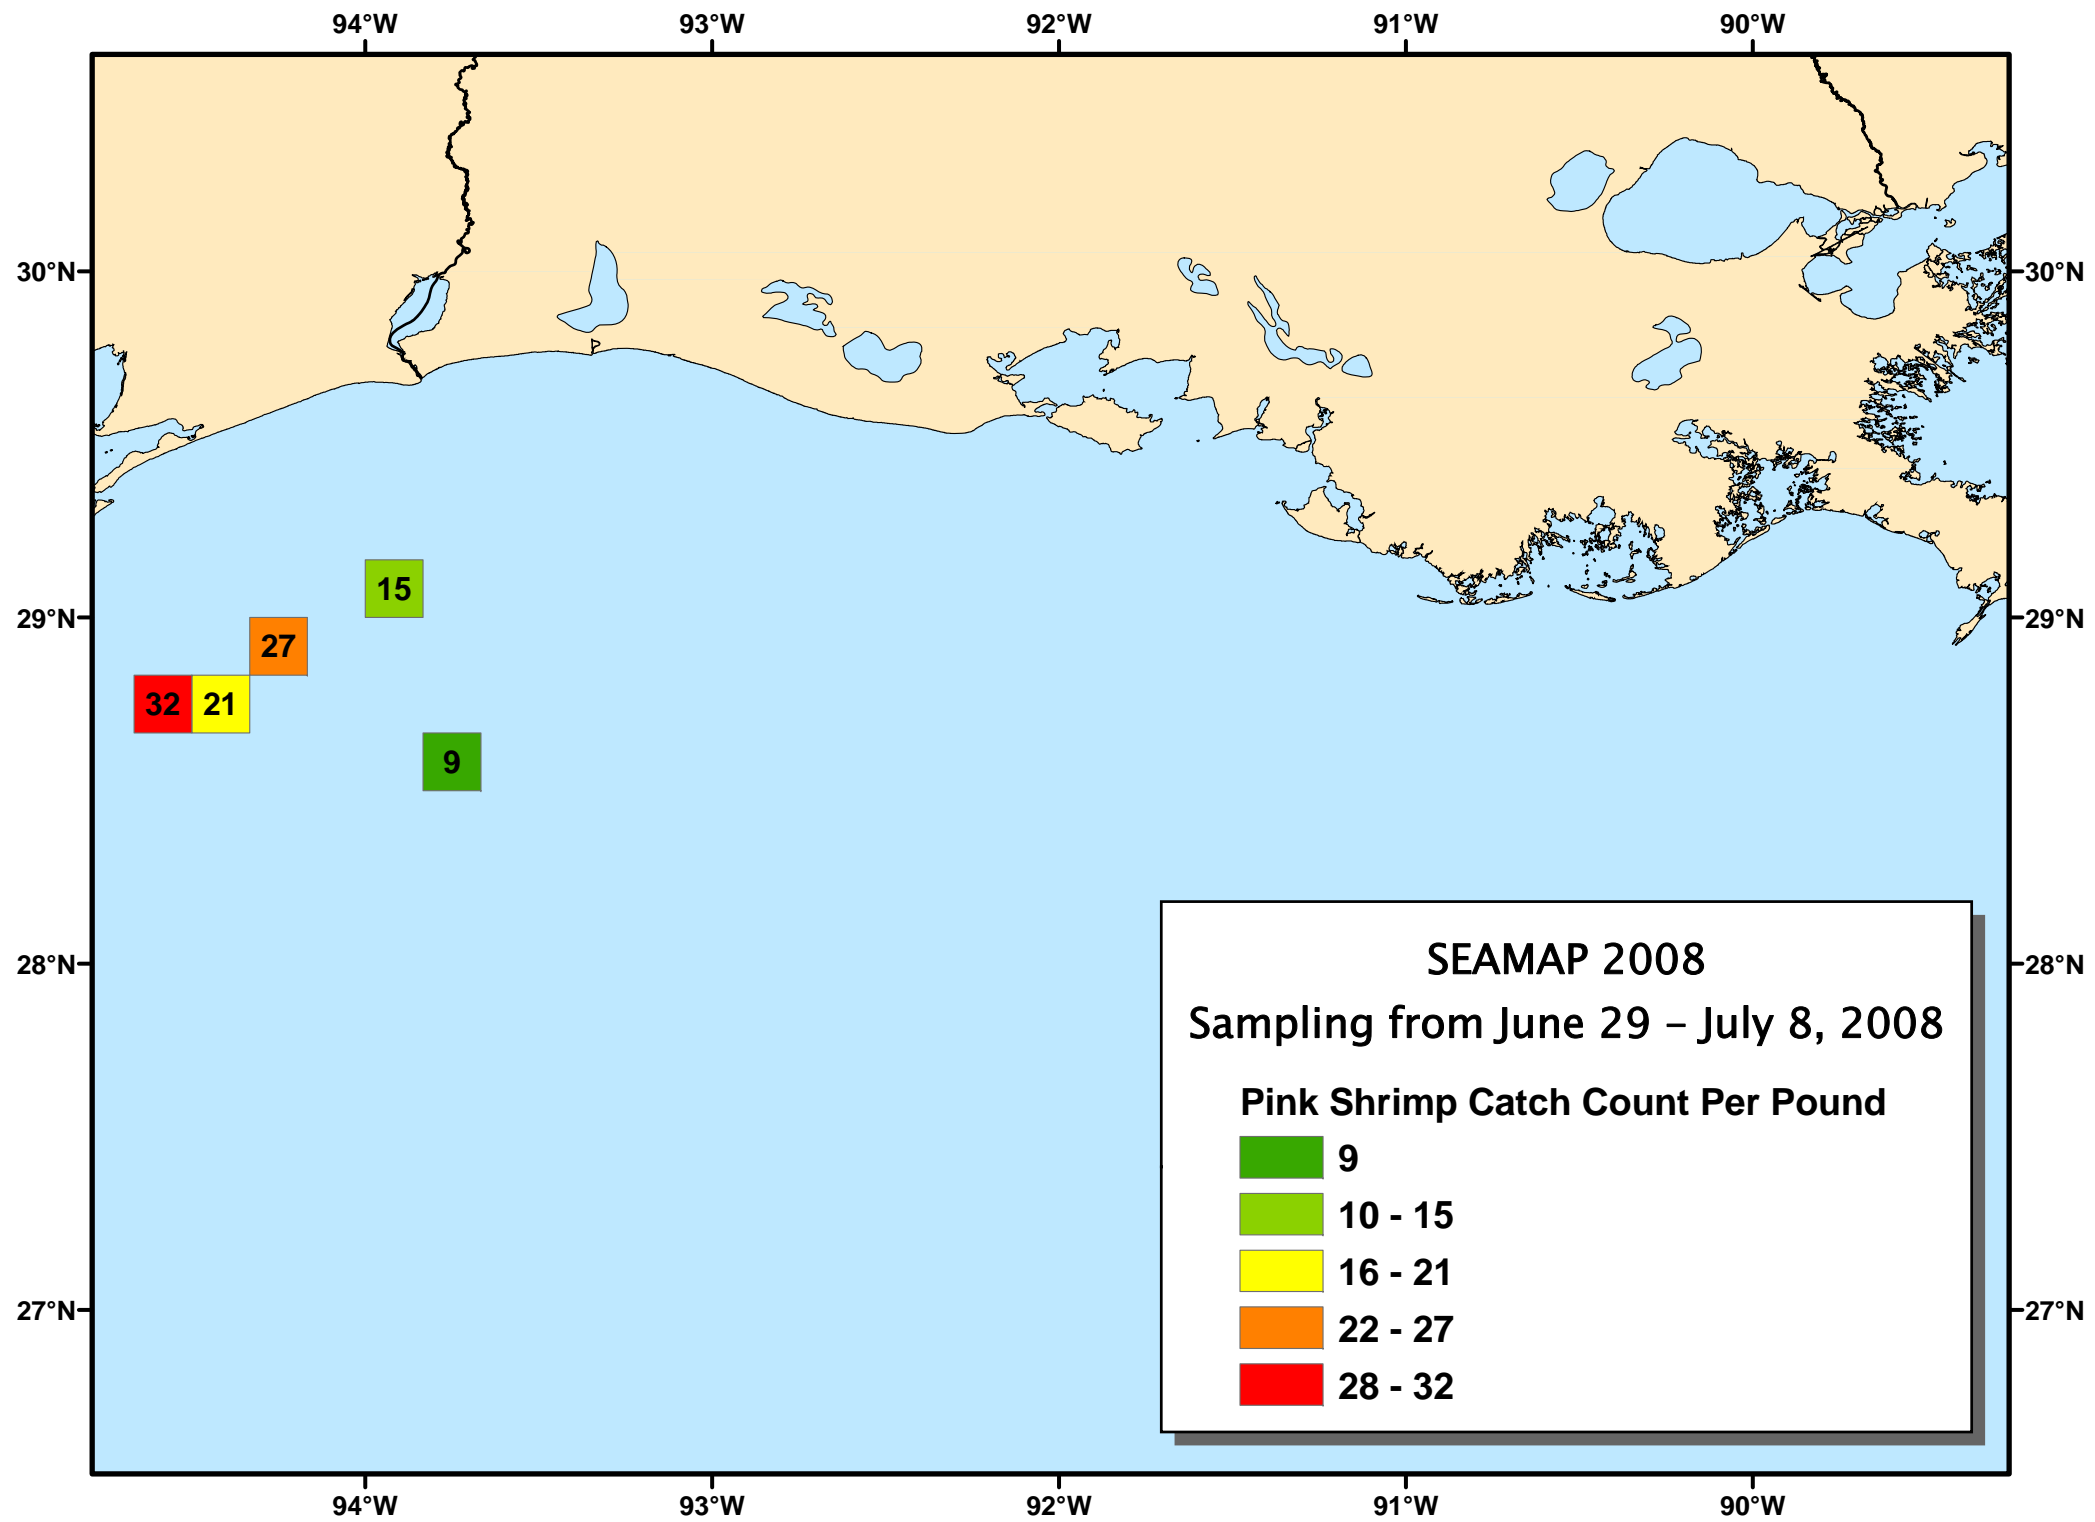 94°W 93°W 92°W 91°W 90°W
30°N 30°N
29°N 29°N
15
27
32 21
9
28°N 28°N
27°N 27°N
SEAMAP 2008
Sampling from June 29 – July 8, 2008
Pink Shrimp Catch Count Per Pound
9
10 - 15
16 - 21
22 - 27
28 - 32
94°W 93°W 92°W 91°W 90°W